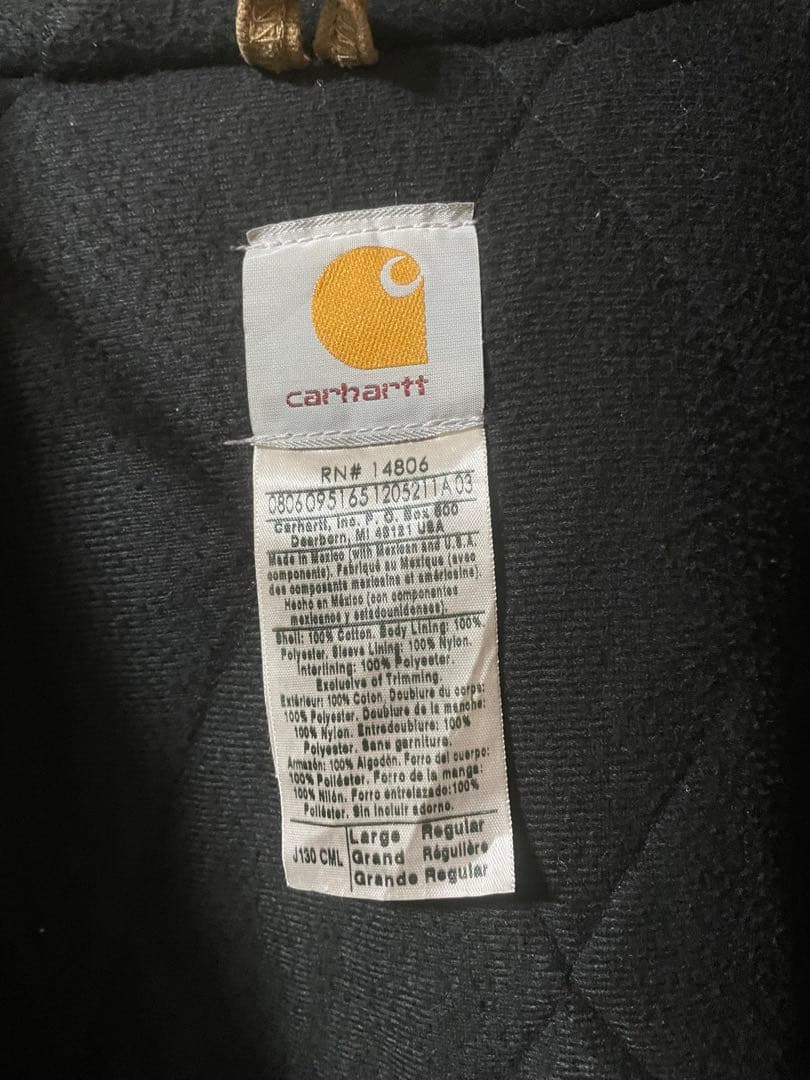 carhartt
RN# 14806
0806095165120521 1A 03
Carhartt, Inc. P. O. Box 600
Dearborn, MI 48121 USA
Made in Mexico (with Mexican and U.S.A.
componente). Fabriqué au Mexique (avec
des composants mexicains et américains).
Hecho en México (con componentes
mexicanos y estadounidenses).
Shell: 100% Cotton. Body Lining: 100%
Polyester. Sleeve Lining: 100% Nylon.
Interlining: 100% Polyester.
Exclusive of Trimming.
Extérieur: 100% Coton. Doublure du corps:
100% Polyester. Doublure de la manche:
100% Nylon. Entredoublure: 100%
Polyester. Sans garniture.
Armazón: 100% Algodón. Forro del cuerpo:
100% Poliéster. Forro de la manga:
100% Nilón. Forro entrelazado:100%
Poliéster. Sin incluir adorno.
J130 CML
Large Regular
Grand Régulière
Grande Regular